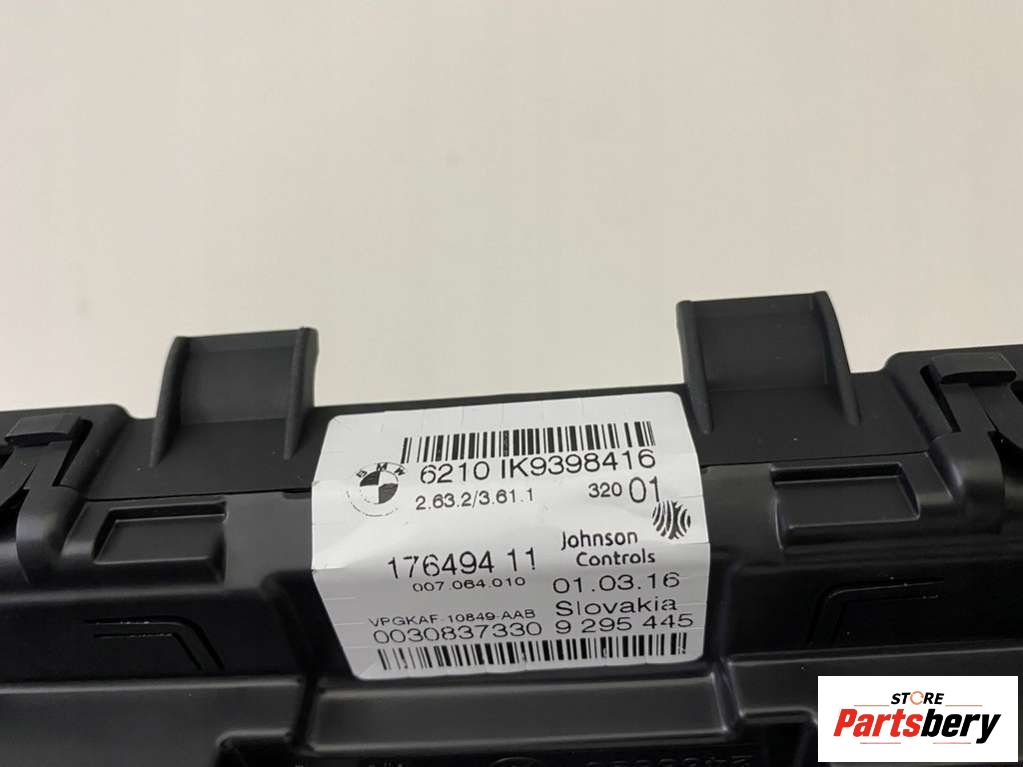 BMW
6210 IK9398416
2.63.2/3.61.1 320 01
Johnson
Controls
176494 11
007.064.010
01.03.16
VPGKAF-10849-AAB Slovakia
0030837330 9 295 445
STORE
Partsbery